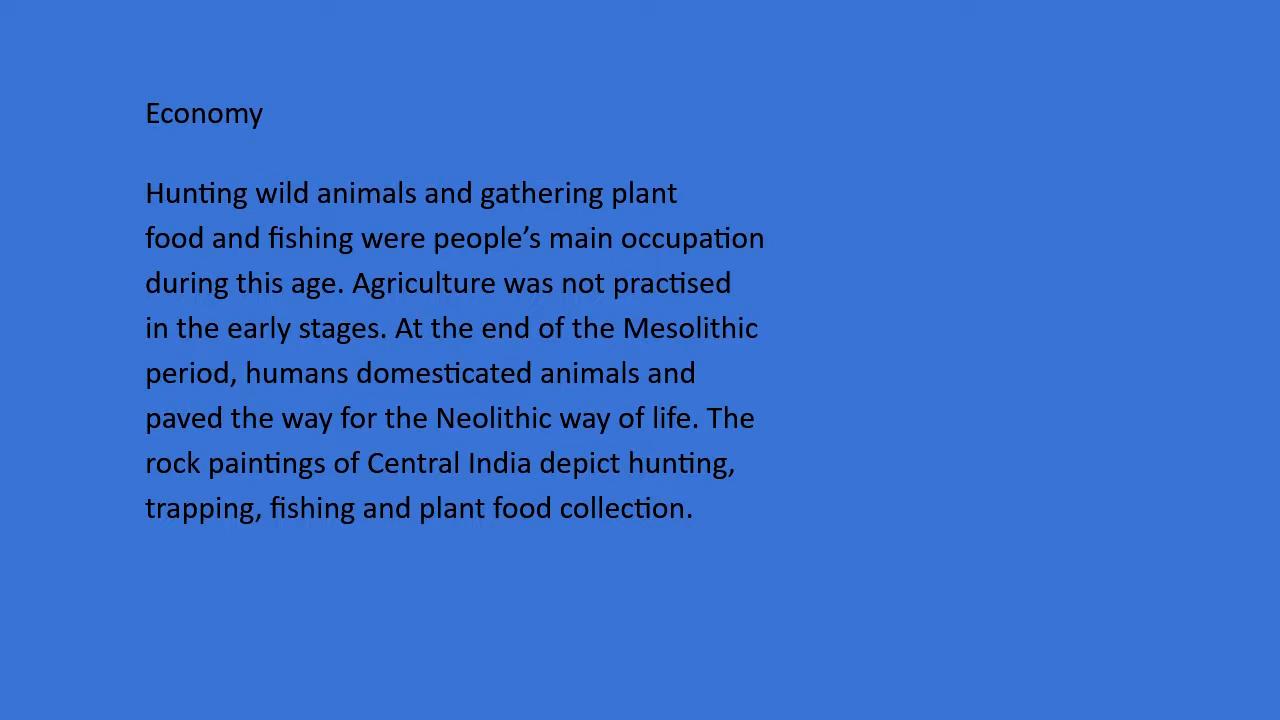 Economy
Hunting wild animals and gathering plant
food and fishing were people’s main occupation
during this age. Agriculture was not practised
in the early stages. At the end of the Mesolithic
period, humans domesticated animals and
paved the way for the Neolithic way of life. The
rock paintings of Central India depict hunting,
trapping, fishing and plant food collection.